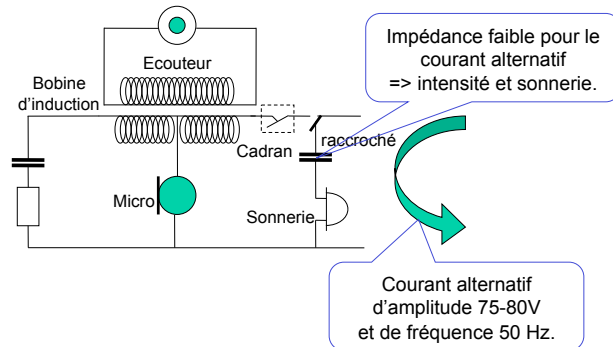 Impédance faible pour le
courant alternatif
=> intensité et sonnerie.
Ecouteur
Bobine
d'induction
Cadran
raccroché
Micro
Sonnerie
Courant alternatif
d'amplitude 75-80V
et de fréquence 50 Hz.